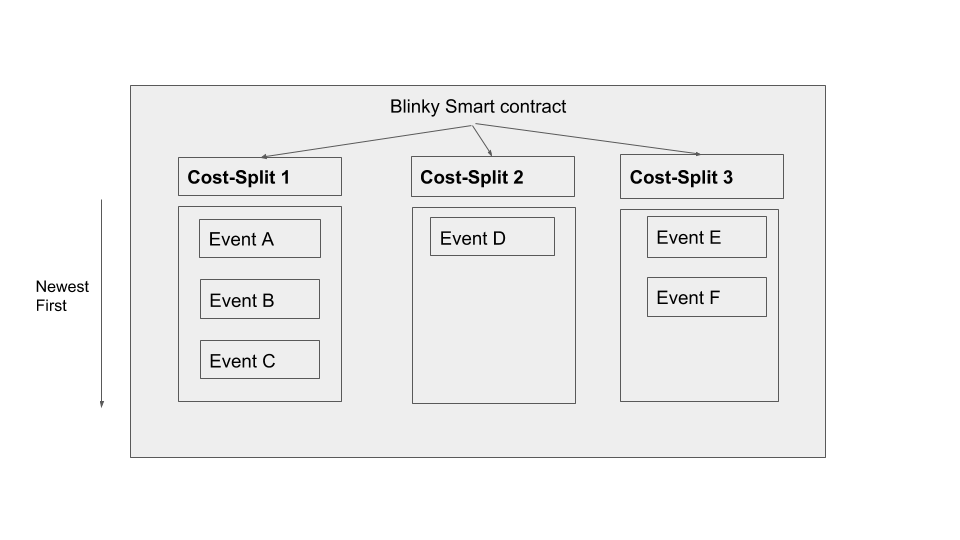 Blinky Smart contract
Cost-Split 1
Cost-Split 2
Cost-Split 3
Event A
Event B
Event C
Event D
Event E
Event F
Newest
First